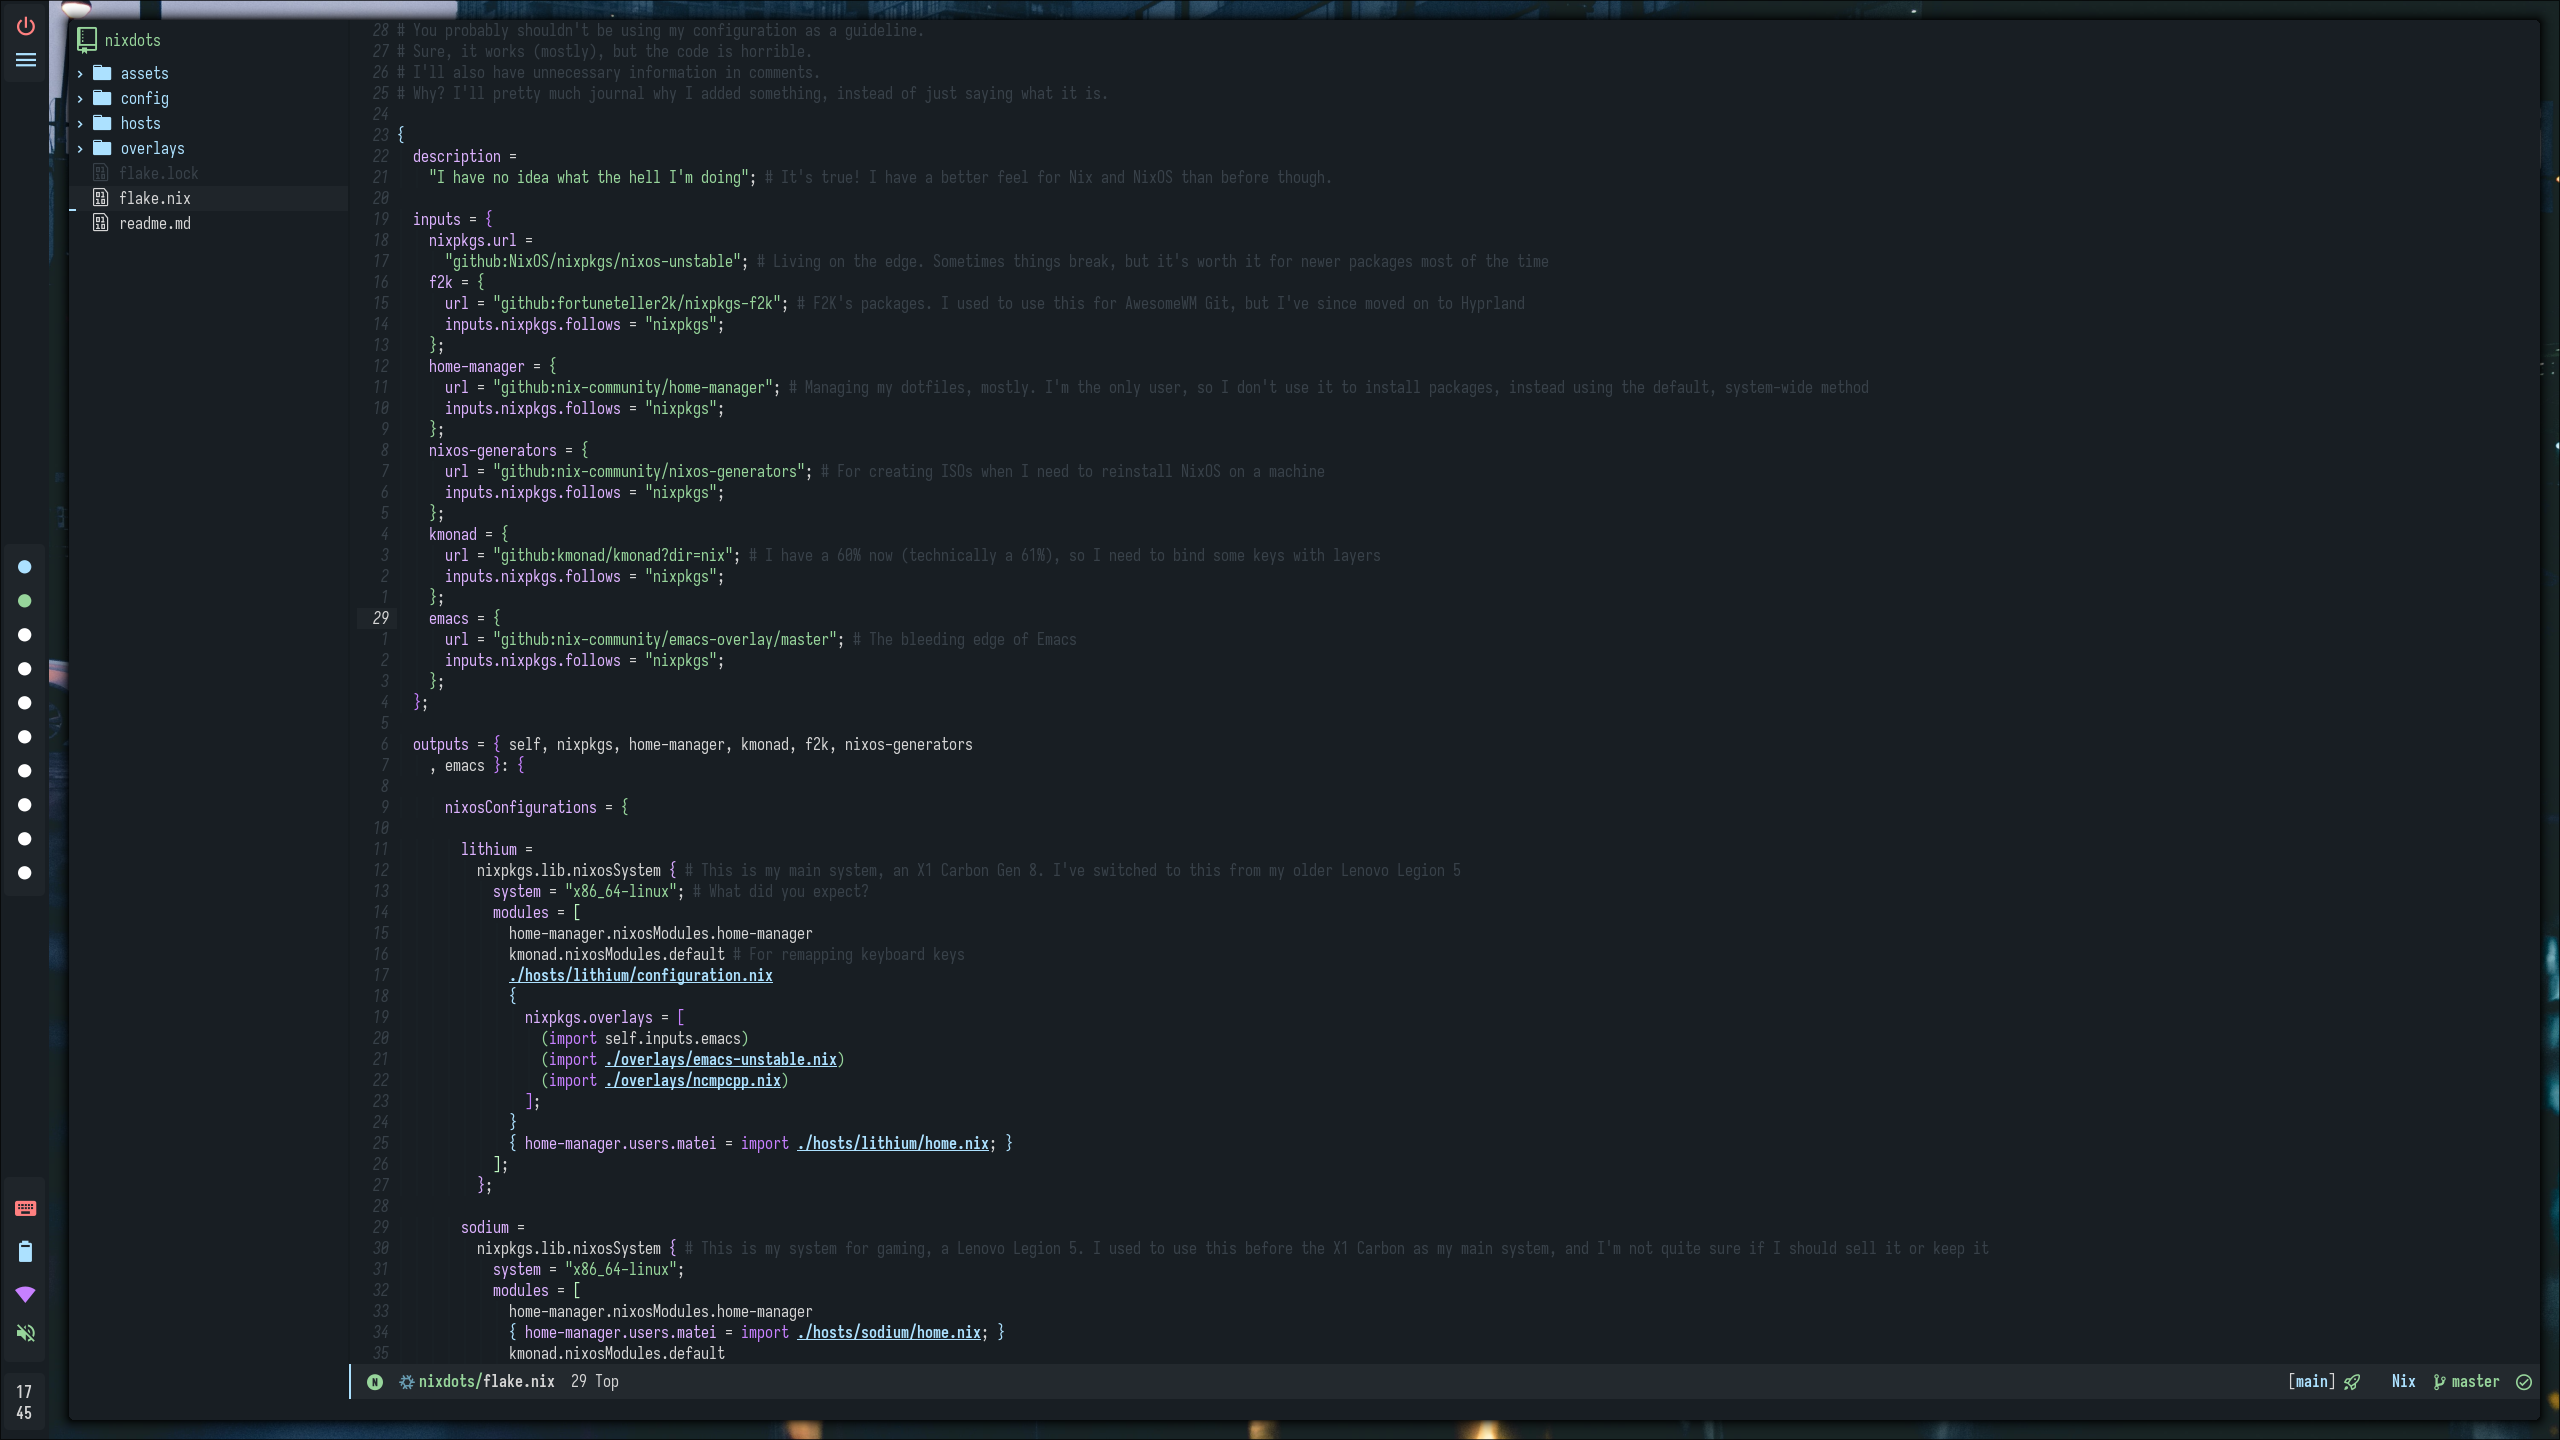 nixdots
assets
config
hosts
overlays
flake.lock
flake.nix
readme.md
28 # You probably shouldn't be using my configuration as a guideline.
27 # Sure, it works (mostly), but the code is horrible.
26 # I'll also have unnecessary information in comments.
25 # Why? I'll pretty much journal why I added something, instead of just saying what it is.
24
23 {
22   description =
21     "I have no idea what the hell I'm doing"; # It's true! I have a better feel for Nix and NixOS than before though.
20
19   inputs = {
18     nixpkgs.url =
17       "github:NixOS/nixpkgs/nixos-unstable"; # Living on the edge. Sometimes things break, but it's worth it for newer packages most of the time
16     f2k = {
15       url = "github:fortuneteller2k/nixpkgs-f2k"; # F2K's packages. I used to use this for AwesomeWM Git, but I've since moved on to Hyprland
14       inputs.nixpkgs.follows = "nixpkgs";
13     };
12     home-manager = {
11       url = "github:nix-community/home-manager"; # Managing my dotfiles, mostly. I'm the only user, so I don't use it to install packages, instead using the default, system-wide method
10       inputs.nixpkgs.follows = "nixpkgs";
9     };
8     nixos-generators = {
7       url = "github:nix-community/nixos-generators"; # For creating ISOs when I need to reinstall NixOS on a machine
6       inputs.nixpkgs.follows = "nixpkgs";
5     };
4     kmonad = {
3       url = "github:kmonad/kmonad?dir=nix"; # I have a 60% now (technically a 61%), so I need to bind some keys with layers
2       inputs.nixpkgs.follows = "nixpkgs";
1     };
29     emacs = {
1       url = "github:nix-community/emacs-overlay/master"; # The bleeding edge of Emacs
2       inputs.nixpkgs.follows = "nixpkgs";
3     };
4   };
5
6   outputs = { self, nixpkgs, home-manager, kmonad, f2k, nixos-generators
7     , emacs }: {
8
9       nixosConfigurations = {
10
11         lithium =
12           nixpkgs.lib.nixosSystem { # This is my main system, an X1 Carbon Gen 8. I've switched to this from my older Lenovo Legion 5
13             system = "x86_64-linux"; # What did you expect?
14             modules = [
15               home-manager.nixosModules.home-manager
16               kmonad.nixosModules.default # For remapping keyboard keys
17               ./hosts/lithium/configuration.nix
18               {
19                 nixpkgs.overlays = [
20                   (import self.inputs.emacs)
21                   (import ./overlays/emacs-unstable.nix)
22                   (import ./overlays/ncmpcpp.nix)
23                 ];
24               }
25               { home-manager.users.matei = import ./hosts/lithium/home.nix; }
26             ];
27           };
28
29         sodium =
30           nixpkgs.lib.nixosSystem { # This is my system for gaming, a Lenovo Legion 5. I used to use this before the X1 Carbon as my main system, and I'm not quite sure if I should sell it or keep it
31             system = "x86_64-linux";
32             modules = [
33               home-manager.nixosModules.home-manager
34               { home-manager.users.matei = import ./hosts/sodium/home.nix; }
35               kmonad.nixosModules.default
N nixdots/flake.nix 29 Top [main] Nix master
17
45